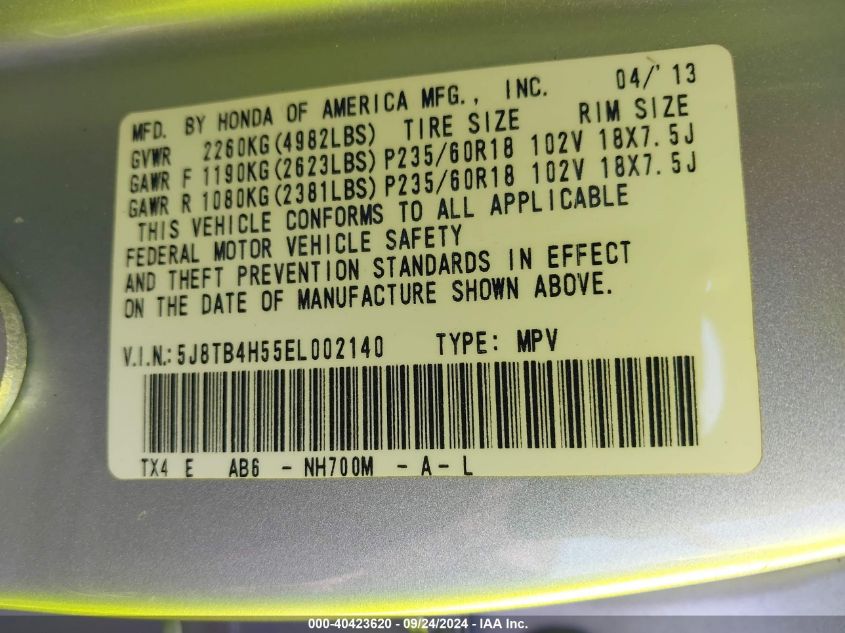 MFD. BY HONDA OF AMERICA MFG., INC. 04/'13
GVWR 2260KG(4982LBS) TIRE SIZE RIM SIZE
GAWR F 1190KG(2623LBS) P235/60R18 102V 18X7.5J
GAWR R 1080KG(2381LBS) P235/60R18 102V 18X7.5J
THIS VEHICLE CONFORMS TO ALL APPLICABLE
FEDERAL MOTOR VEHICLE SAFETY
AND THEFT PREVENTION STANDARDS IN EFFECT
ON THE DATE OF MANUFACTURE SHOWN ABOVE.
V.I.N.: 5J8TB4H55EL002140 TYPE: MPV
TX4 E AB6 - NH700M - A - L
000-40423620 - 09/24/2024 - IAA Inc.